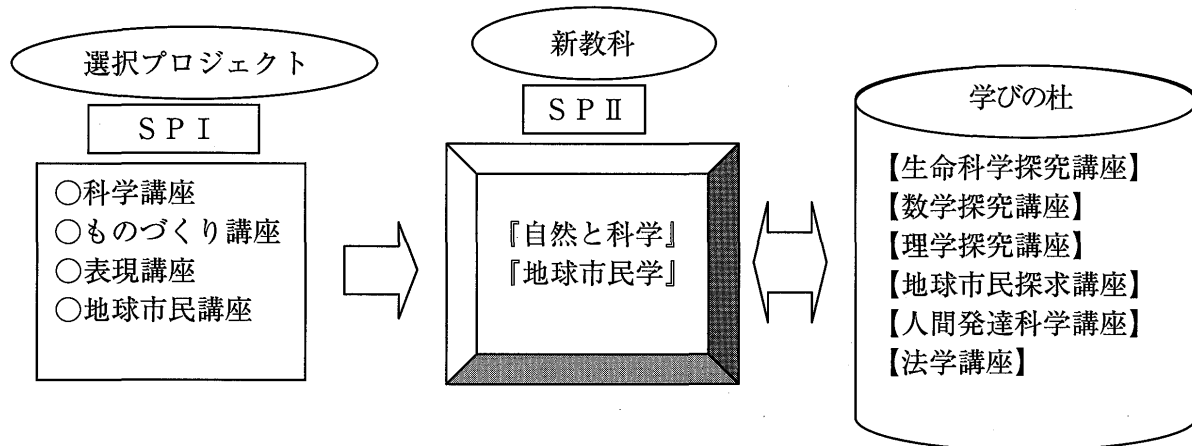 選択プロジェクト
SPⅠ
○科学講座
○ものづくり講座
○表現講座
○地球市民講座
新教科
SPⅡ
『自然と科学』
『地球市民学』
学びの杜
【生命科学探究講座】
【数学探究講座】
【理学探究講座】
【地球市民探求講座】
【人間発達科学講座】
【法学講座】